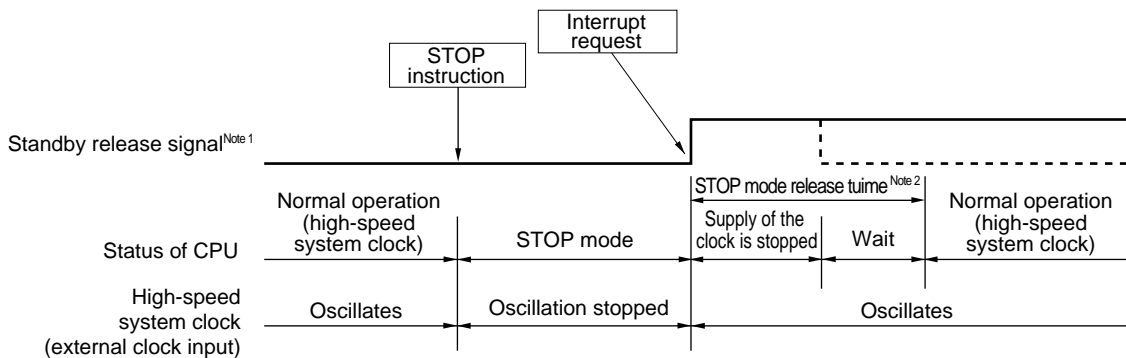 Interrupt
request
STOP
instruction
Standby release signal Note 1
STOP mode release tuime Note 2
Normal operation
(high-speed
system clock)
Supply of the
clock is stopped
Normal operation
(high-speed
system clock)
Status of CPU
STOP mode
Wait
High-speed
system clock
(external clock input)
Oscillates
Oscillation stopped
Oscillates